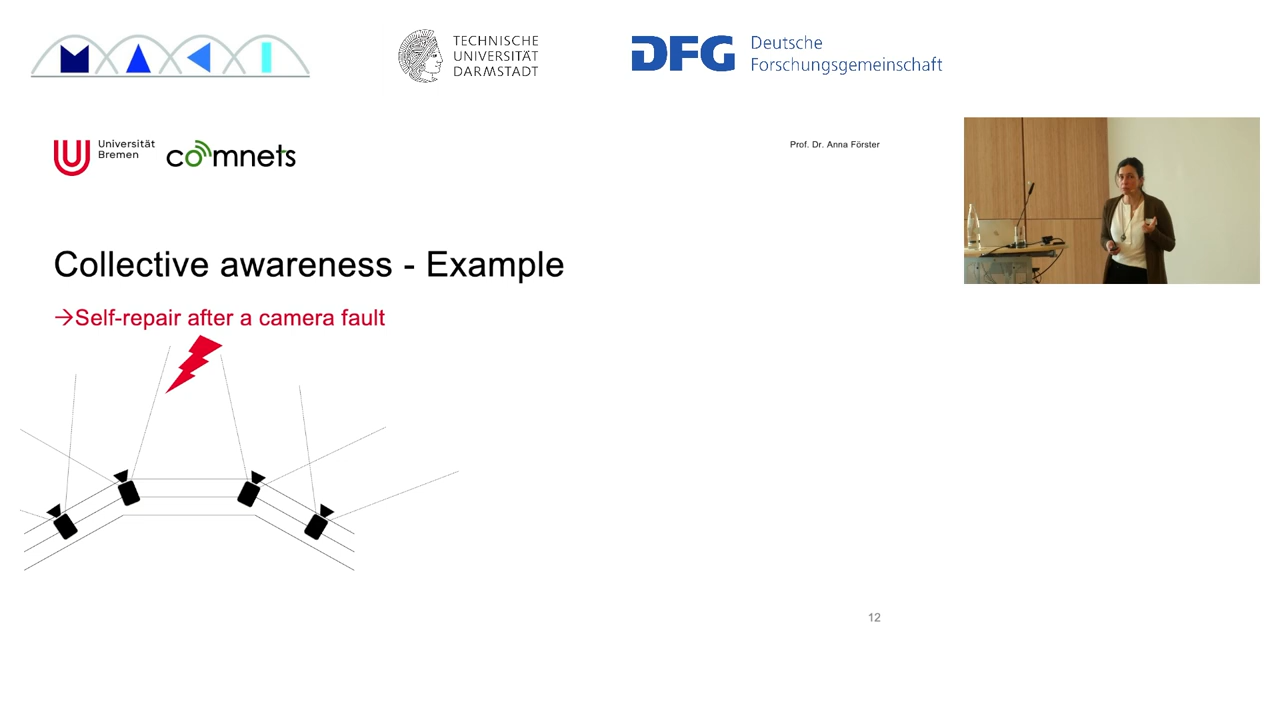 MAKI
TECHNISCHE
UNIVERSITÄT
DARMSTADT
DFG
Deutsche
Forschungsgemeinschaft
Universität
Bremen
comnets
Prof. Dr. Anna Förster
Collective awareness - Example
→Self-repair after a camera fault
12